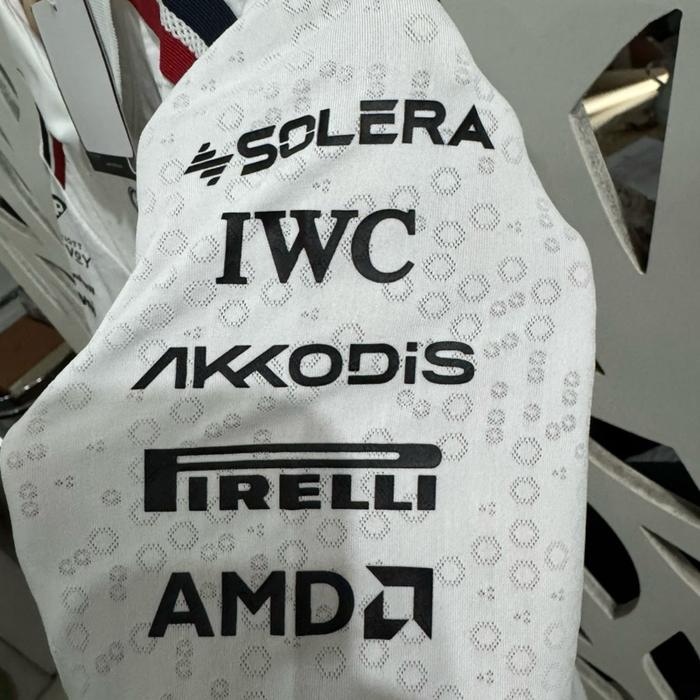 SOLERA
IWC
AKKODiS
PIRELLI
AMD